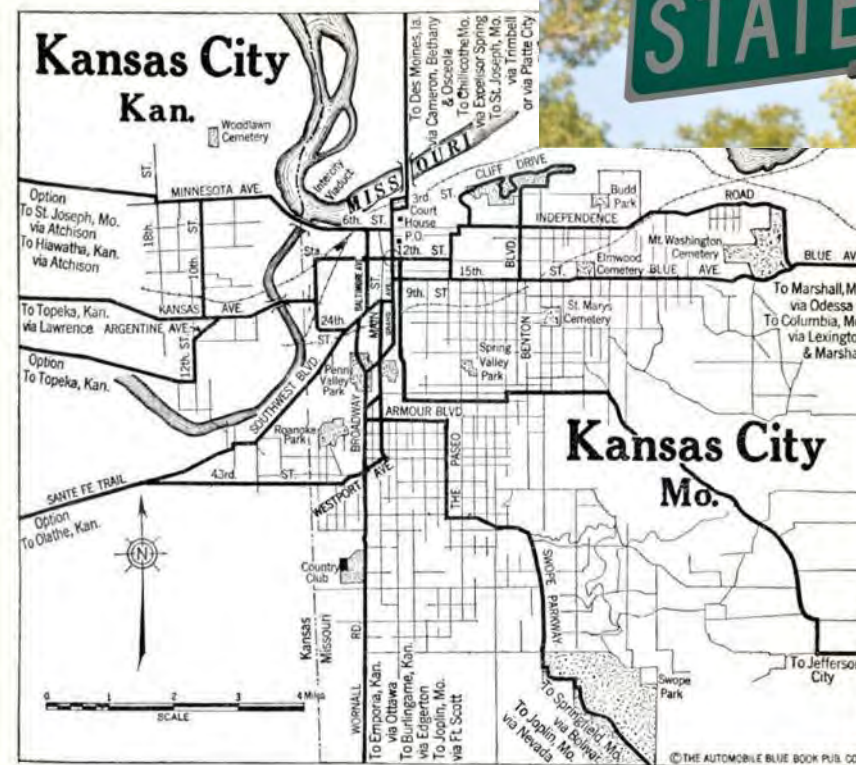 STATE
Kansas City
Kan.
Woodlawn
Cemetery
To Des Moines, Ia.
via Cameron, Bethany
& Osceola
To Chillicothe Mo.
via Excelsior Spring
To St. Joseph, Mo.
via Trimbell
or via Platte City
MISSOURI
Intercity
Viaduct
CLIFF DRIVE
Option
To St. Joseph, Mo.
via Atchison
To Hiawatha, Kan.
via Atchison
MINNESOTA AVE.
ST.
18th.
10th.
ST.
6th. ST.
3rd. ST.
Court
House
P.O.
12th. ST.
Sta.
INDEPENDENCE ROAD
Budd
Park
Mt. Washington
Cemetery
Elmwood
Cemetery
BLUE AVE.
BLUE AV
15th. ST.
BLVD.
BENTON
9th. ST
St. Marys
Cemetery
Spring
Valley
Park
To Marshall, M
via Odessa
To Columbia, M
via Lexingto
& Marsha
To Topeka, Kan.
via Lawrence
KANSAS AVE.
ARGENTINE AVE.
12th. ST.
Option
To Topeka, Kan.
24th. ST.
BALTIMORE AVE
MAIN ST.
SOUTHWEST BLVD.
Penn
Valley
Park
BROADWAY
Roanoke
Park
ARMOUR BLVD.
THE PASEO
Kansas City
Mo.
43rd. ST.
WESTPORT AVE.
SANTE FE TRAIL
Option
To Olathe, Kan.
N
Country
Club
Kansas
Missouri
WORNALL RD.
SWOPE PARKWAY
Swope
Park
To Jefferson
City
0 1 2 3 4 Miles
SCALE
To Emporia, Kan.
via Ottawa
To Burlingame, Kan.
via Edgerton
To Joplin, Mo.
via Ft. Scott
To Springfield, Mo.
via Bolivar
To Joplin, Mo.
via Nevada
© THE AUTOMOBILE BLUE BOOK PUB. CO